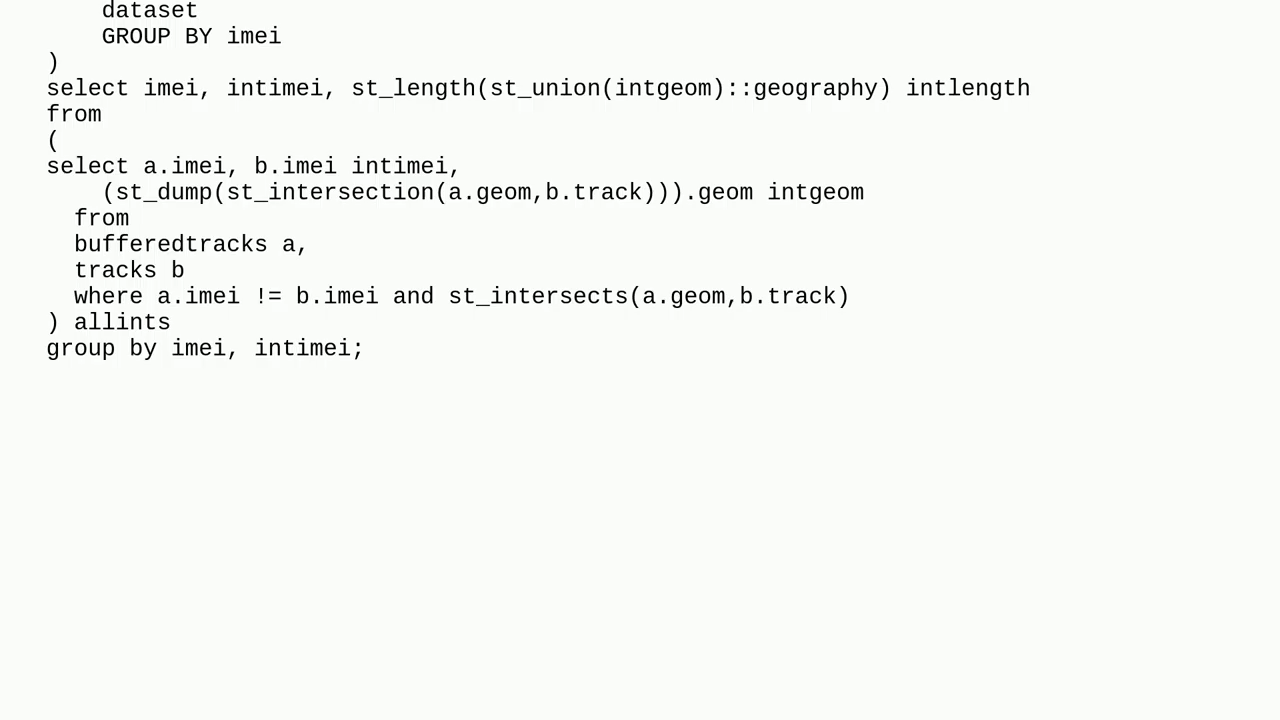 dataset
GROUP BY imei
)
select imei, intimei, st_length(st_union(intgeom)::geography) intlength
from
(
select a.imei, b.imei intimei,
(st_dump(st_intersection(a.geom,b.track))).geom intgeom
from
bufferedtracks a,
tracks b
where a.imei != b.imei and st_intersects(a.geom,b.track)
) allints
group by imei, intimei;